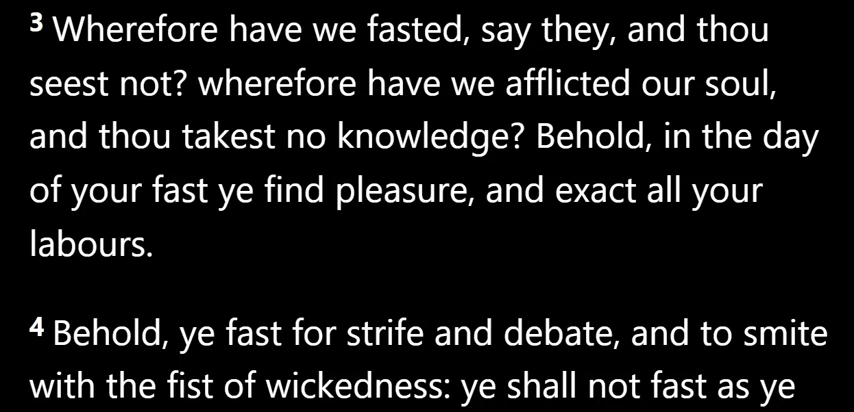 3 Wherefore have we fasted, say they, and thou
seest not? wherefore have we afflicted our soul,
and thou takest no knowledge? Behold, in the day
of your fast ye find pleasure, and exact all your
labours.
4 Behold, ye fast for strife and debate, and to smite
with the fist of wickedness: ye shall not fast as ye